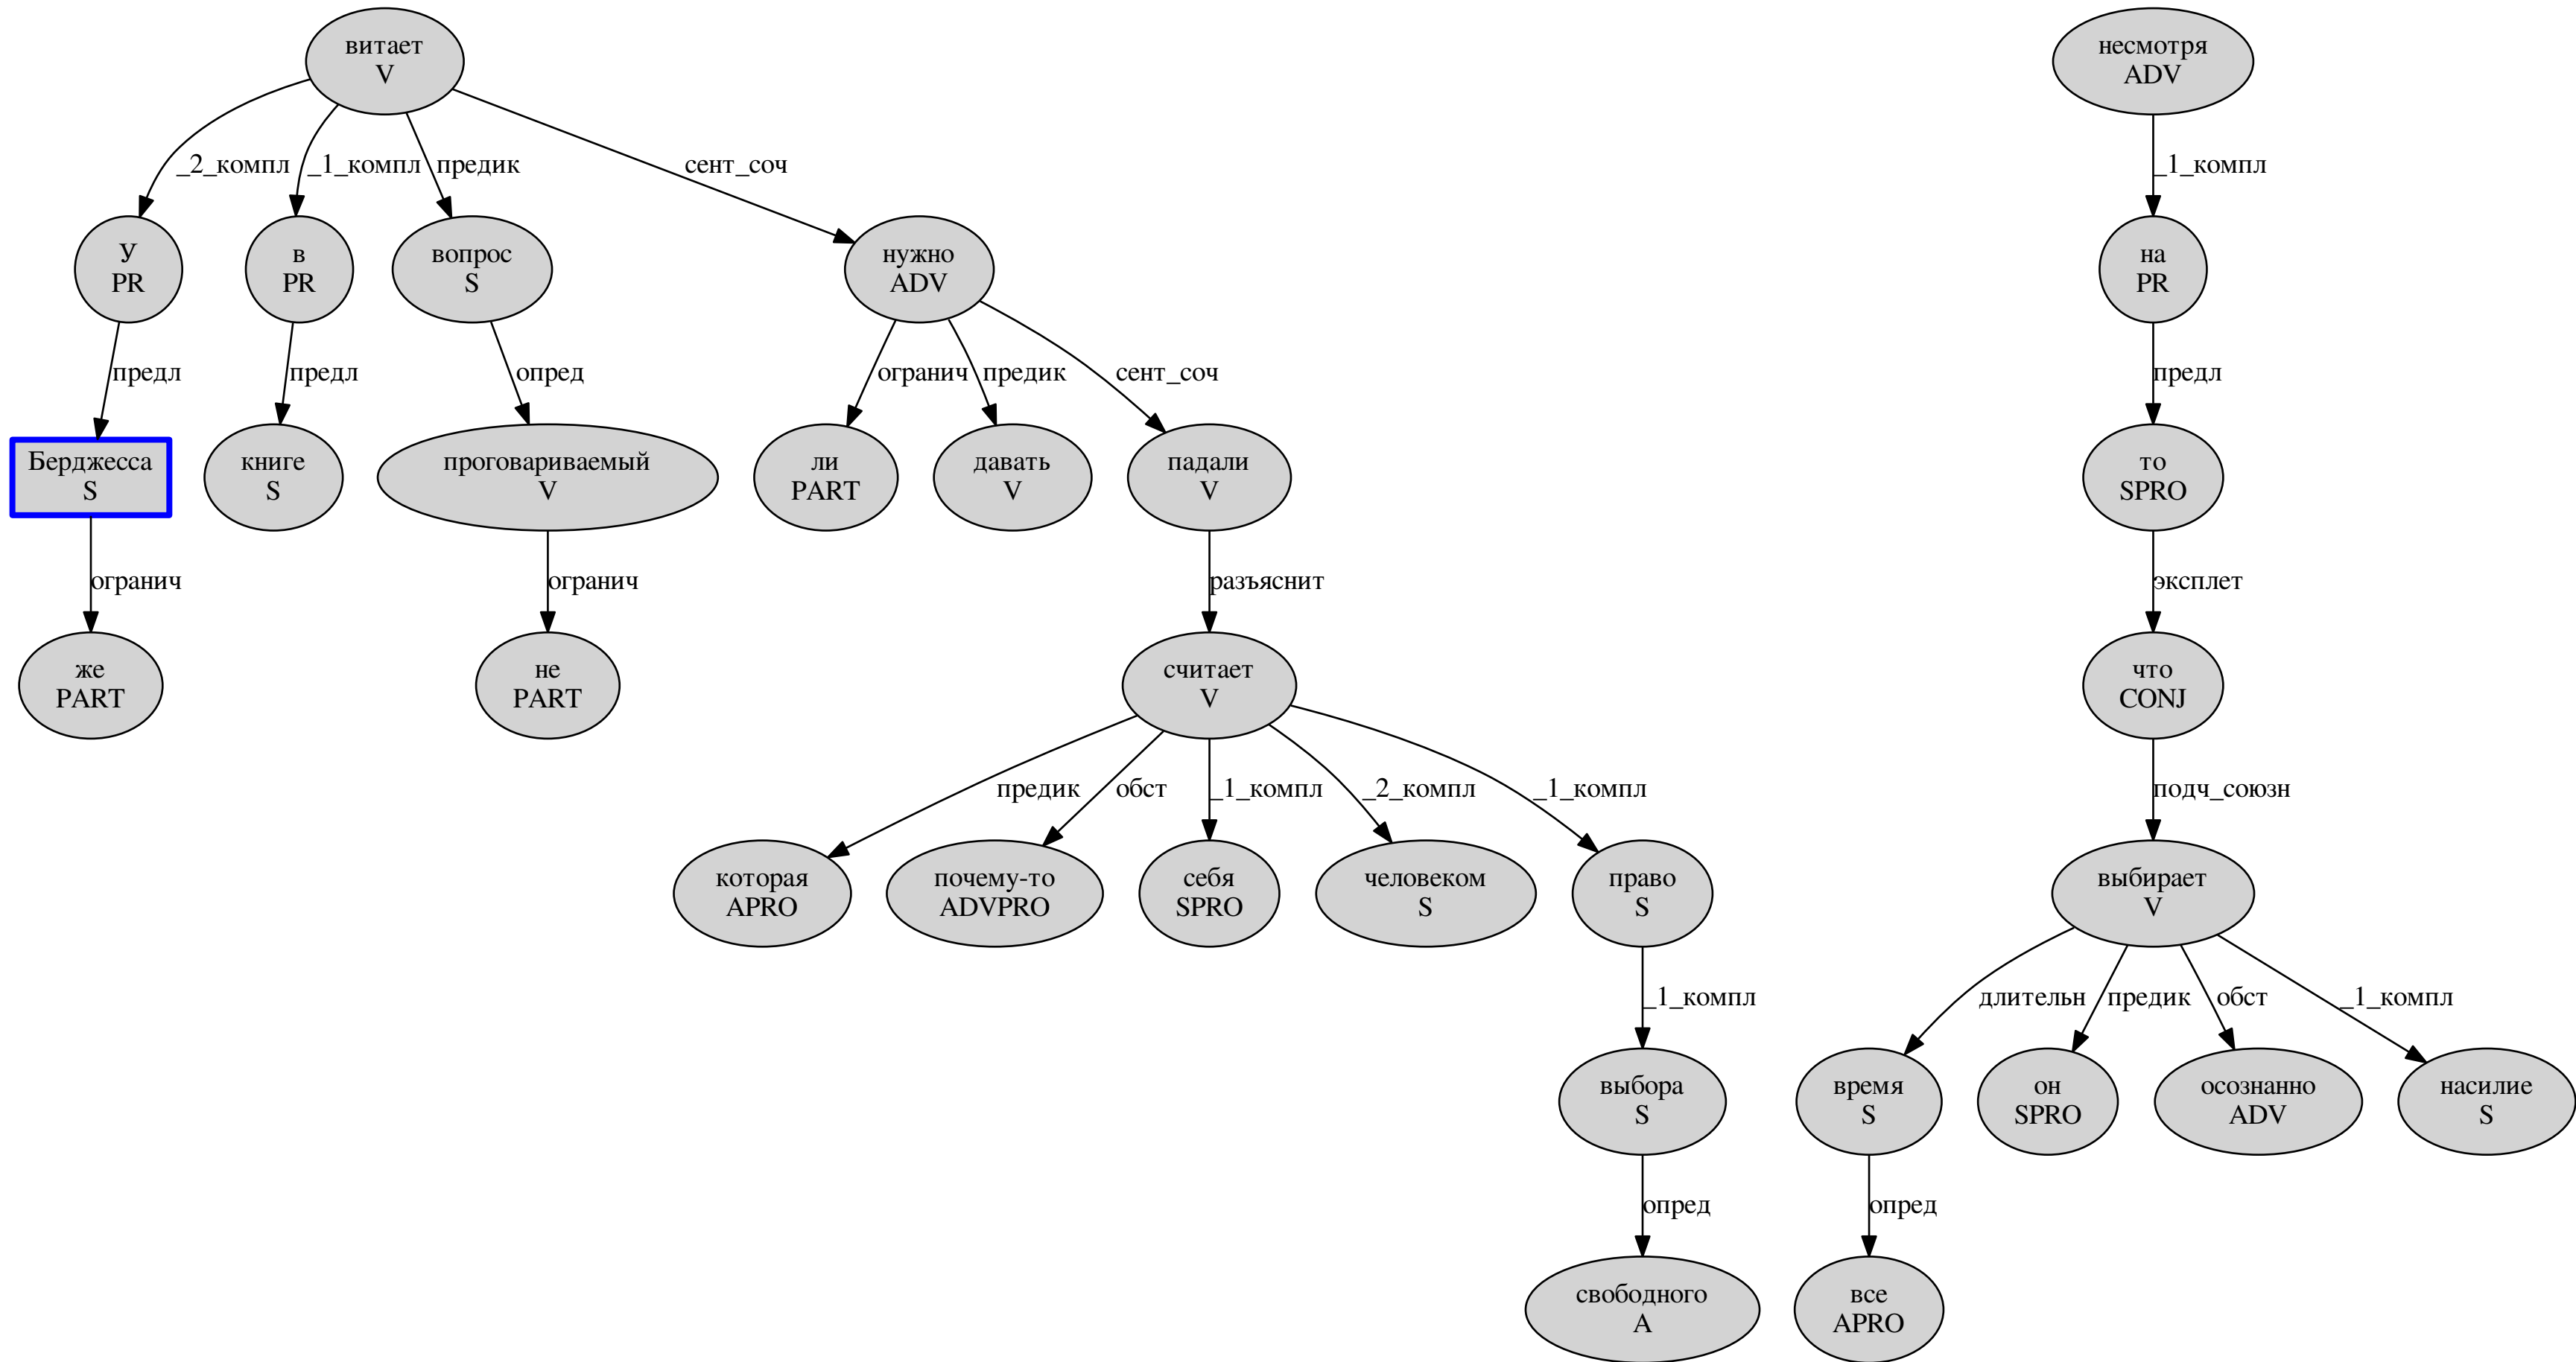 витает
V
несмотря
ADV
_2_компл
_1_компл
предик
сент_соч
_1_компл
У
PR
в
PR
вопрос
S
нужно
ADV
на
PR
предл
предл
опред
огранич
предик
сент_соч
предл
Берджесса
S
книге
S
проговариваемый
V
ли
PART
давать
V
падали
V
то
SPRO
огранич
огранич
разъяснит
эксплет
же
PART
не
PART
считает
V
что
CONJ
предик
обст
_1_компл
_2_компл
_1_компл
подч_союзн
которая
APRO
почему-то
ADVPRO
себя
SPRO
человеком
S
право
S
выбирает
V
_1_компл
длительн
предик
обст
_1_компл
выбора
S
время
S
он
SPRO
осознанно
ADV
насилие
S
опред
опред
свободного
A
все
APRO